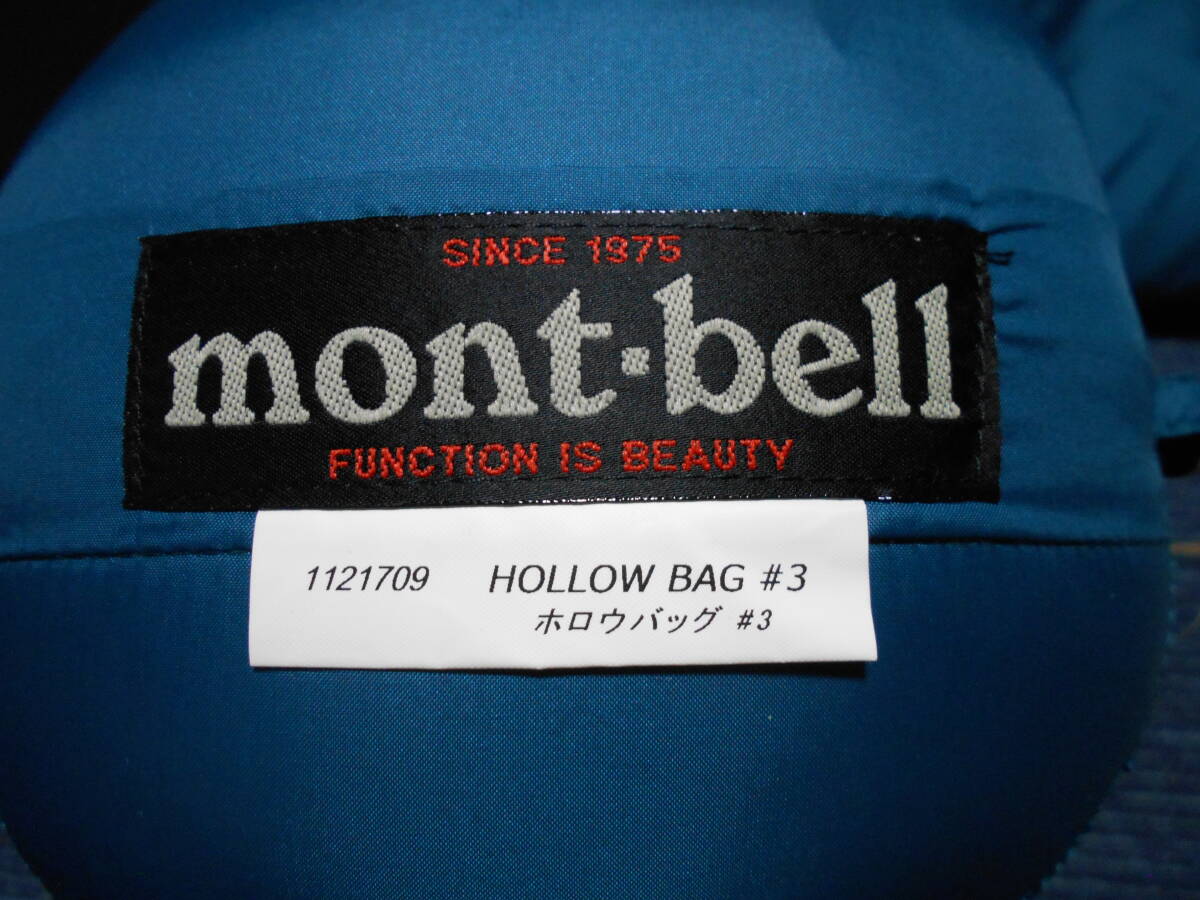 SINCE 1975
mont·bell
FUNCTION IS BEAUTY
1121709 HOLLOW BAG #3
ホロウバッグ #3